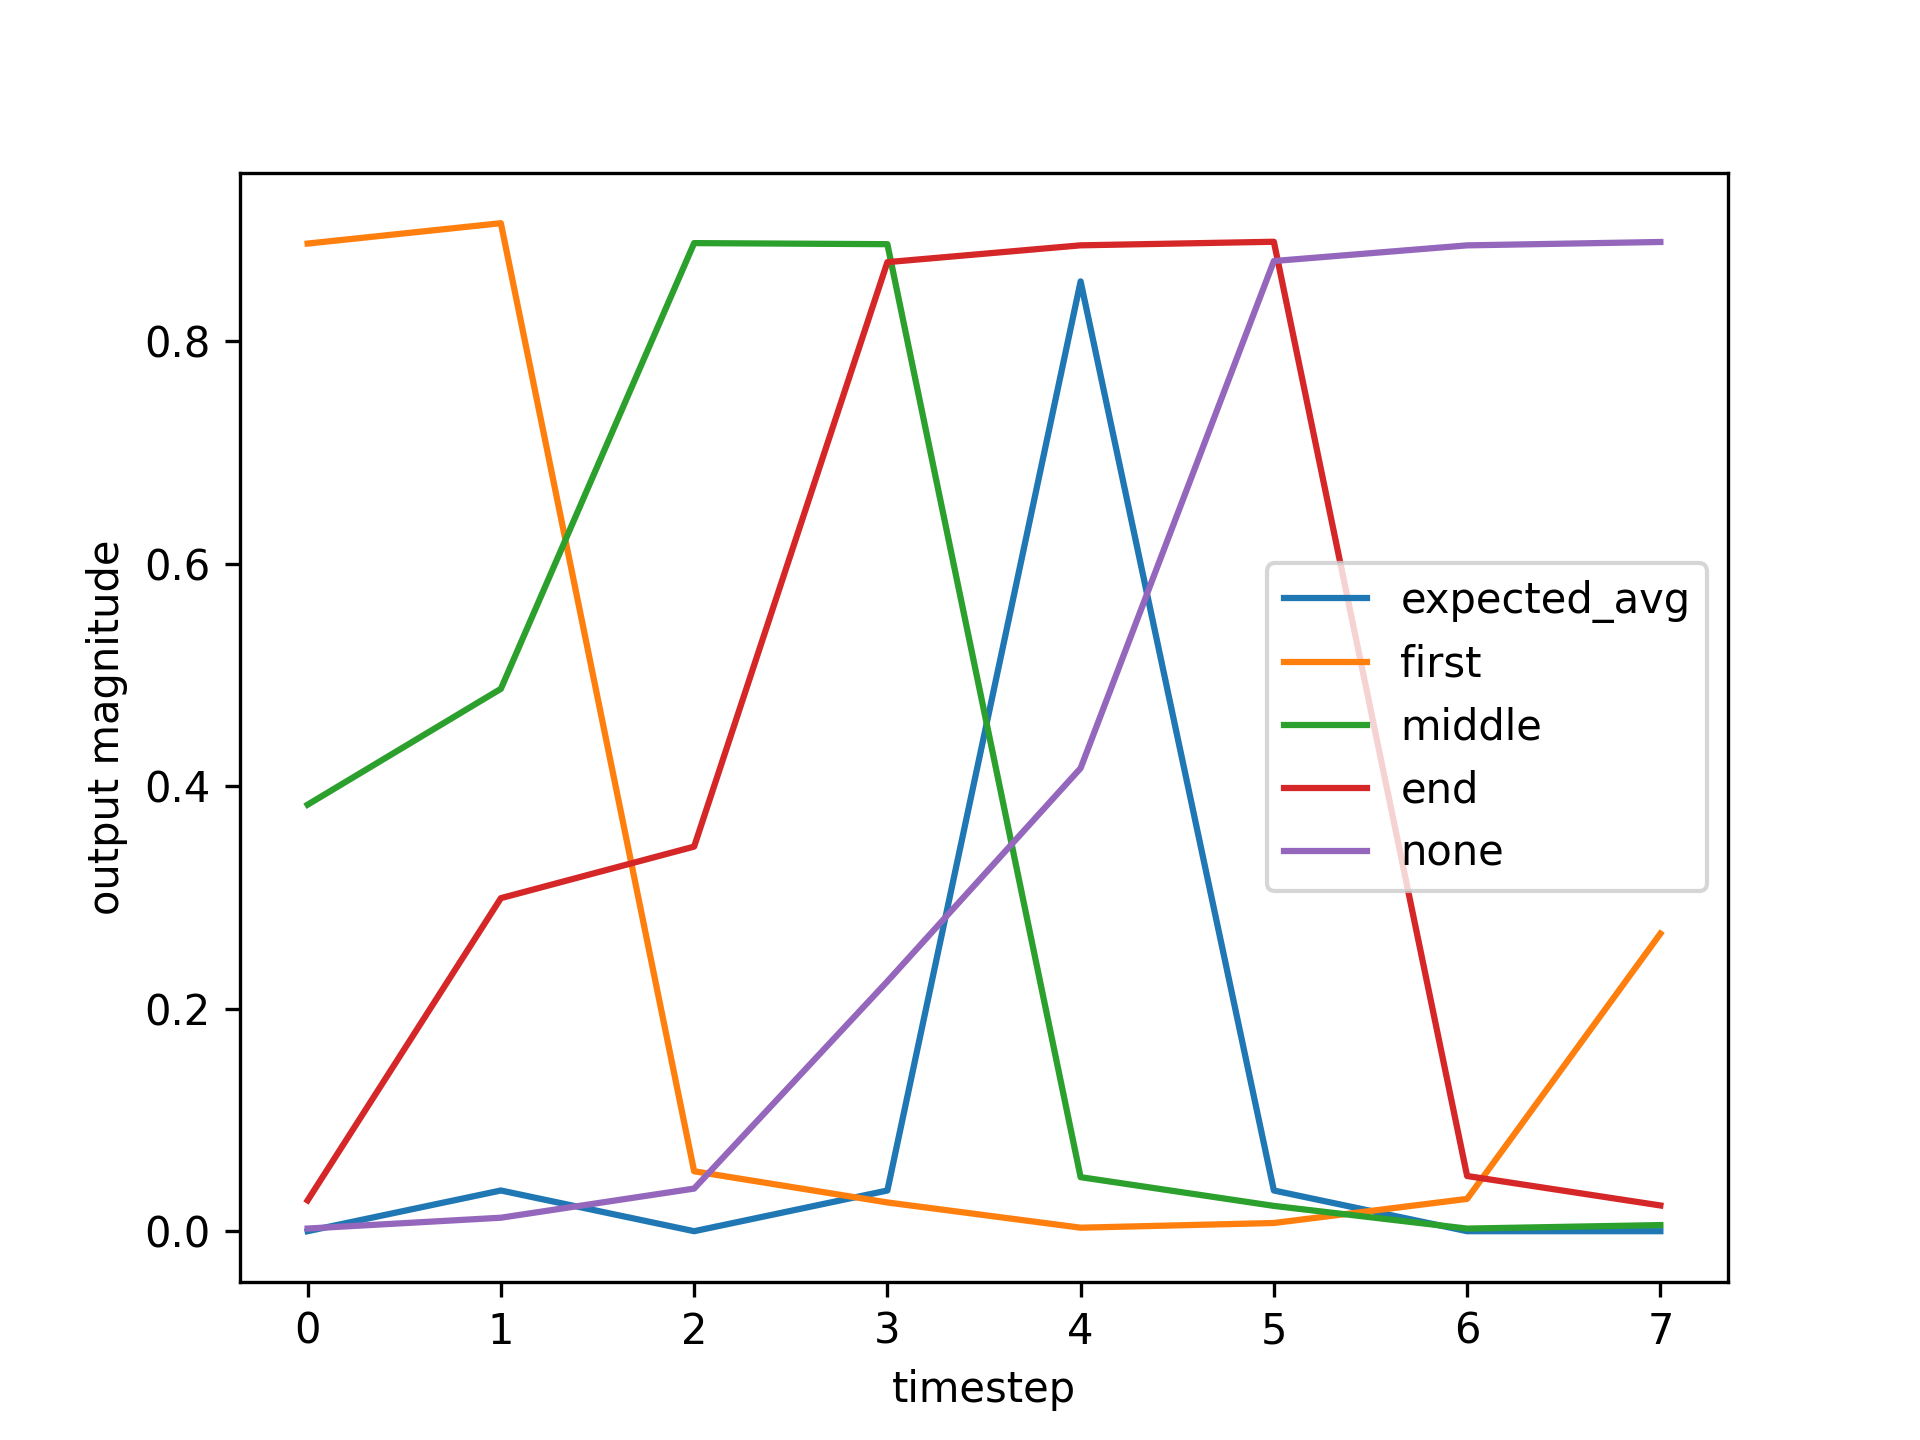 output magnitude
0.8
0.6
0.4
0.2
0.0
0 1 2 3 4 5 6 7
timestep
expected_avg
first
middle
end
none